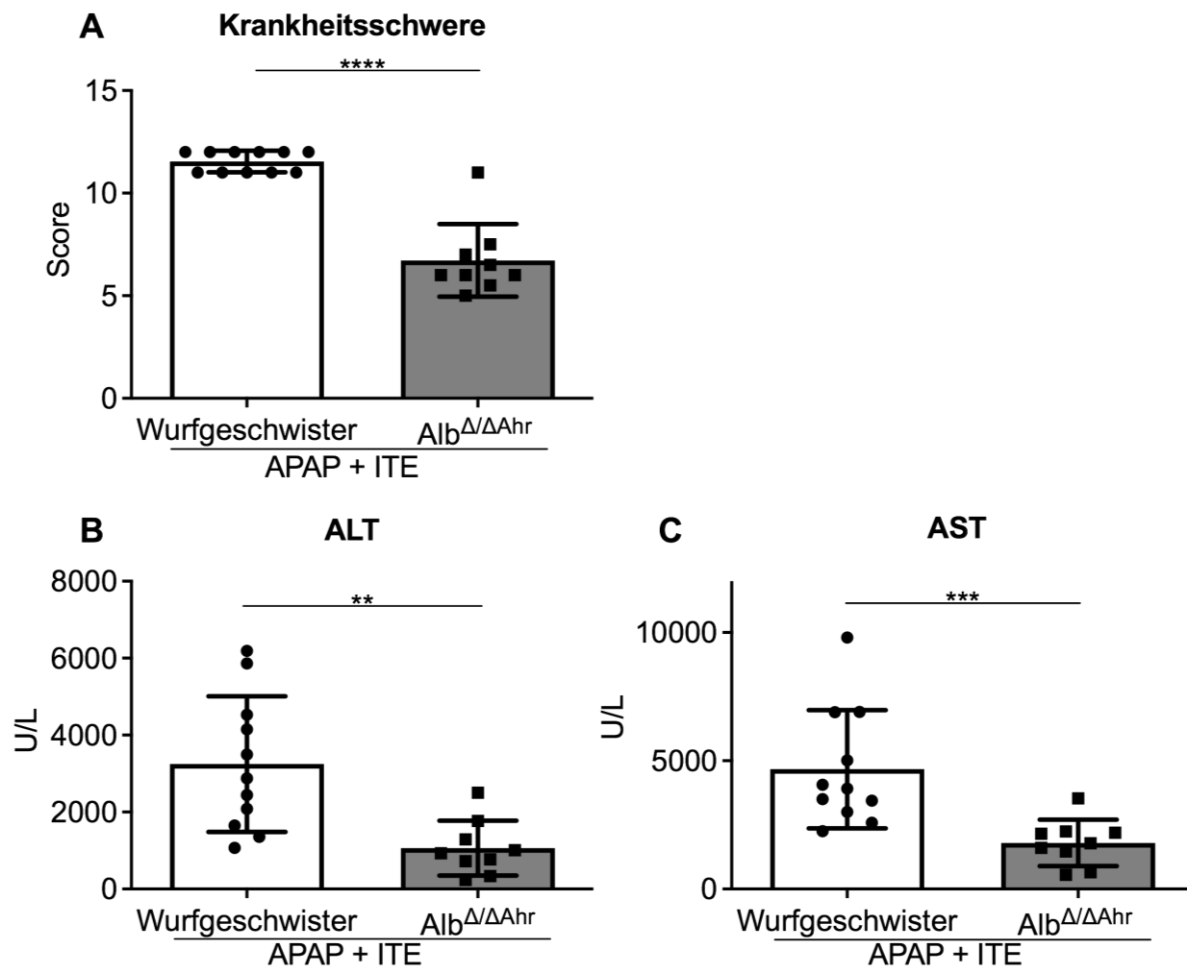 A Krankheitsschwere
****
15
10
5
0
Score
Wurfgeschwister Alb^Δ/ΔAhr
APAP + ITE
B ALT
**
8000
6000
4000
2000
0
U/L
Wurfgeschwister Alb^Δ/ΔAhr
APAP + ITE
C AST
***
10000
5000
0
U/L
Wurfgeschwister Alb^Δ/ΔAhr
APAP + ITE